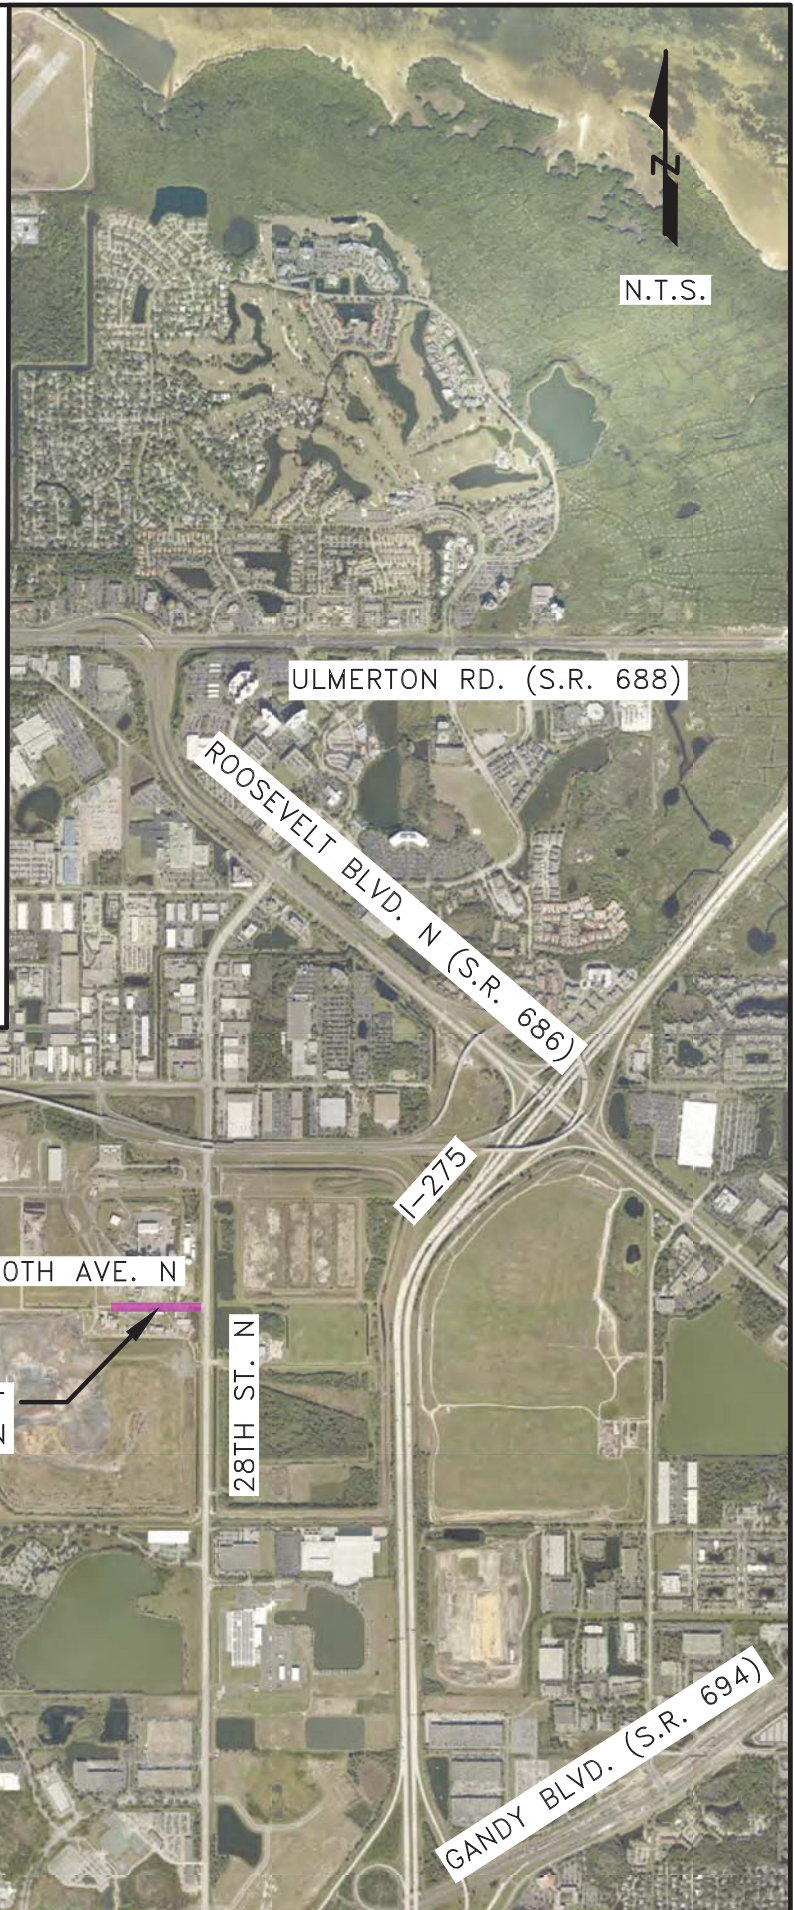 N
N.T.S.
ULMERTON RD. (S.R. 688)
ROOSEVELT BLVD. N (S.R. 686)
I-275
0TH AVE. N
28TH ST. N
T
N
GANDY BLVD. (S.R. 694)